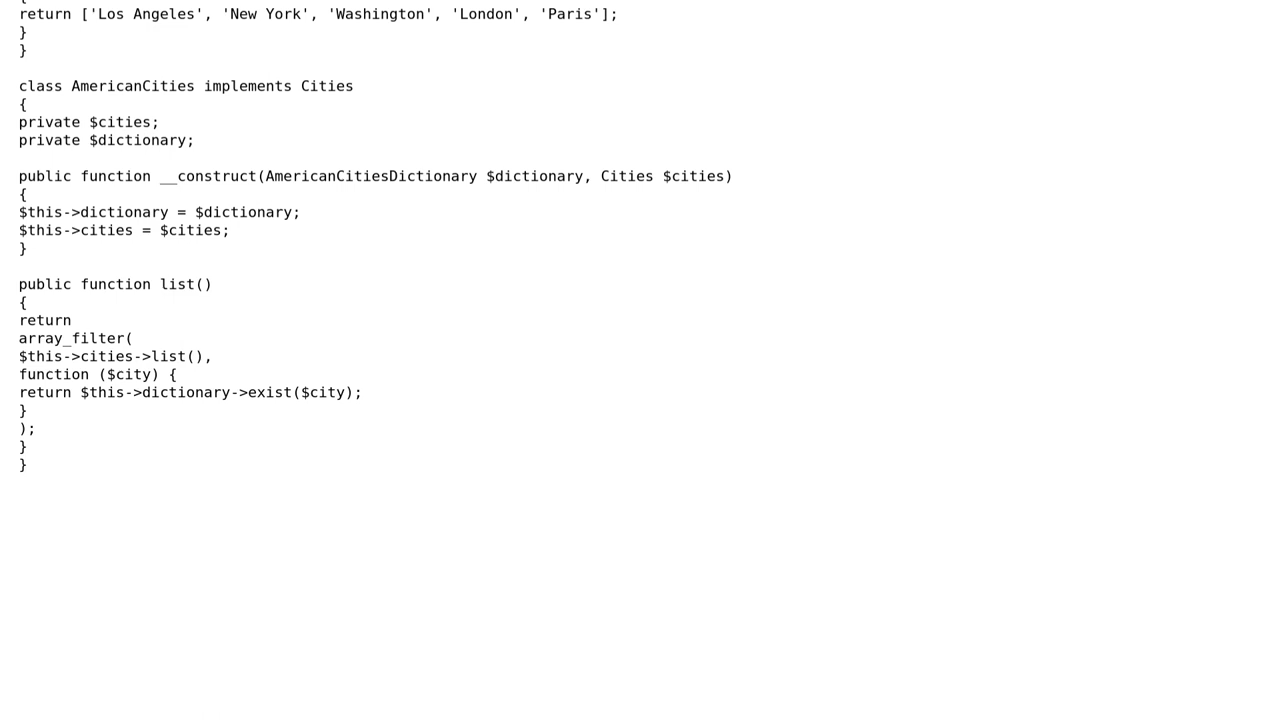 {
return ['Los Angeles', 'New York', 'Washington', 'London', 'Paris'];
}
}

class AmericanCities implements Cities
{
private $cities;
private $dictionary;

public function __construct(AmericanCitiesDictionary $dictionary, Cities $cities)
{
$this->dictionary = $dictionary;
$this->cities = $cities;
}

public function list()
{
return
array_filter(
$this->cities->list(),
function ($city) {
return $this->dictionary->exist($city);
}
);
}
}